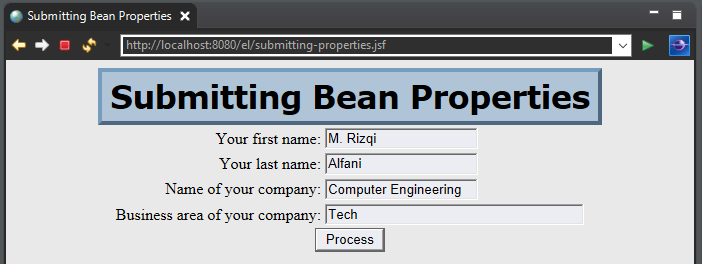 Submitting Bean Properties
http://localhost:8080/el/submitting-properties.jsf
Submitting Bean Properties
Your first name: M. Rizqi
Your last name: Alfani
Name of your company: Computer Engineering
Business area of your company: Tech
Process